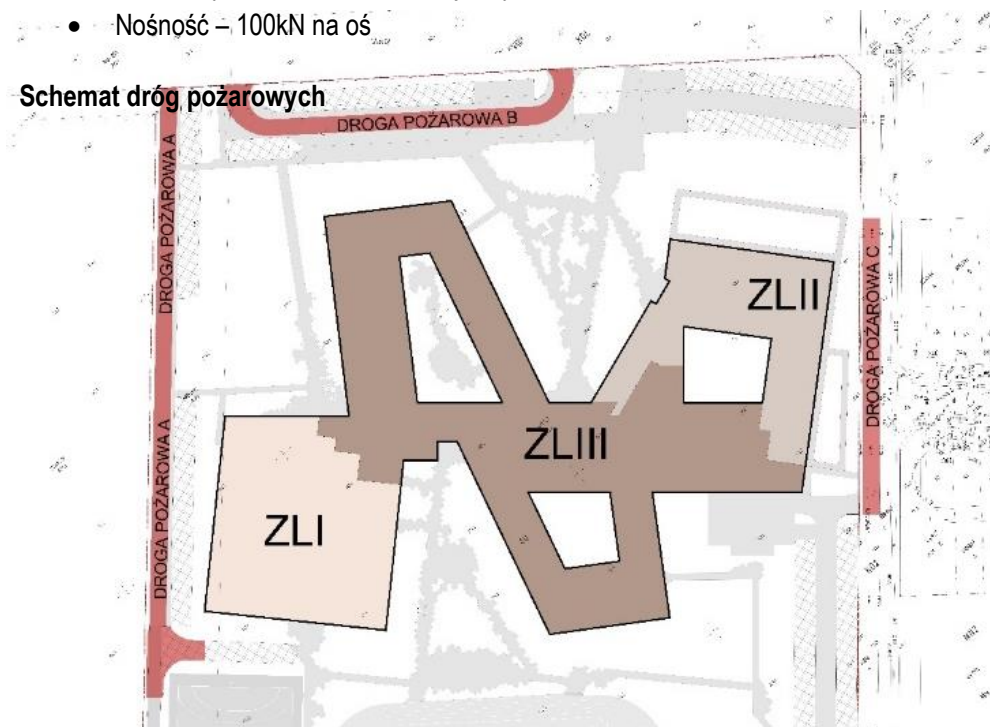 • Nośność – 100kN na oś
Schemat dróg pożarowych
DROGA POŻAROWA B
DROGA POŻAROWA A
DROGA POŻAROWA C
ZLII
ZLIII
ZLI
DROGA POŻAROWA A